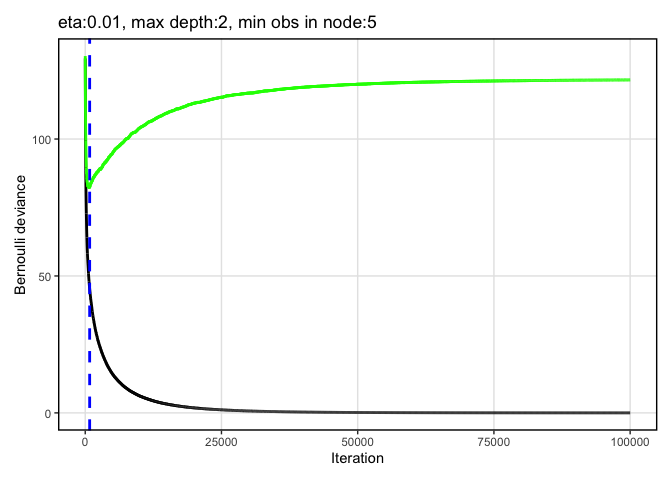 eta:0.01, max depth:2, min obs in node:5
Bernoulli deviance
100
50
0
0
25000
50000
75000
100000
Iteration